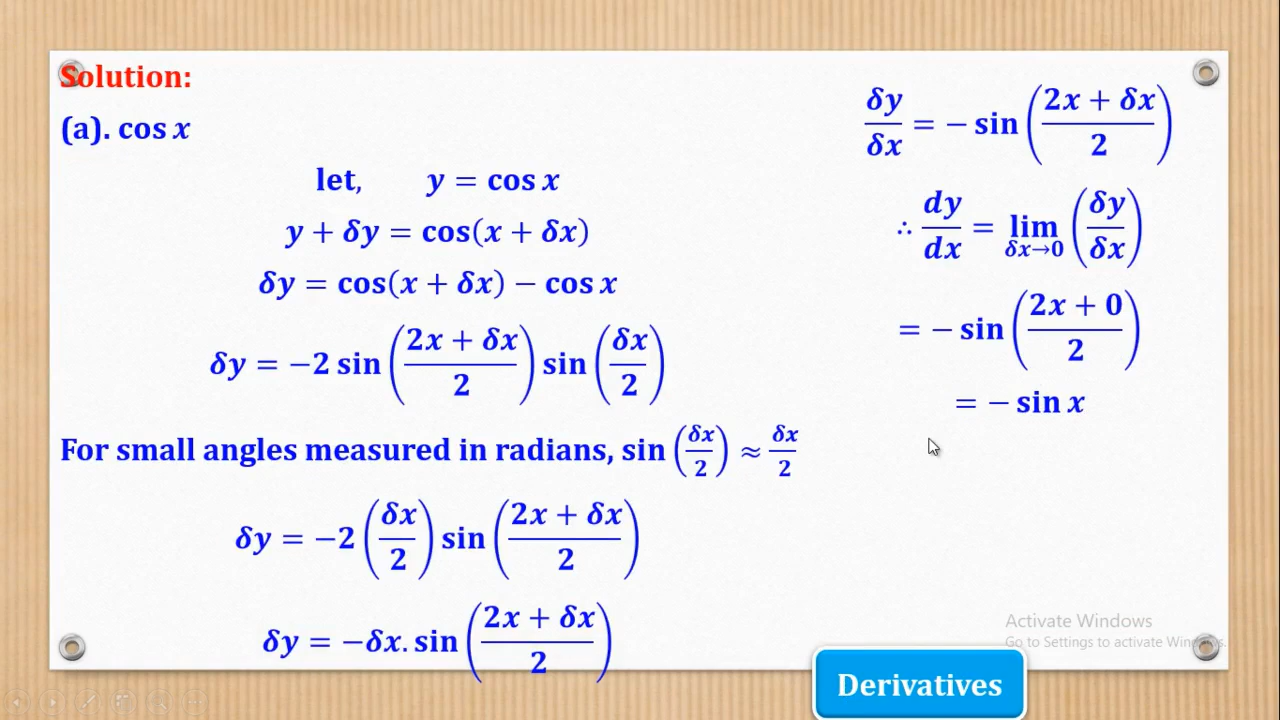 Solution:
(a). cos x
let, y = cos x
y + δy = cos(x + δx)
δy = cos(x + δx) − cos x
δy = −2 sin((2x + δx)/2) sin(δx/2)
For small angles measured in radians, sin(δx/2) ≈ δx/2
δy = −2(δx/2) sin((2x + δx)/2)
δy = −δx. sin((2x + δx)/2)
δy/δx = − sin((2x + δx)/2)
∴ dy/dx = lim δx→0 (δy/δx)
= − sin((2x + 0)/2)
= − sin x
Activate Windows
Go to Settings to activate Windows.
Derivatives